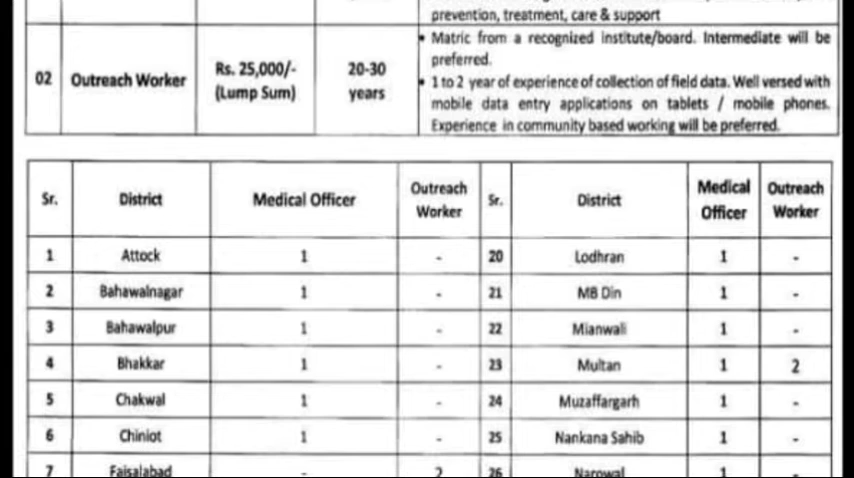 prevention, treatment, care & support
02 Outreach Worker Rs. 25,000/- (Lump Sum) 20-30 years
• Matric from a recognized institute/board. Intermediate will be
preferred.
• 1 to 2 year of experience of collection of field data. Well versed with
mobile data entry applications on tablets / mobile phones.
Experience in community based working will be preferred.
Sr. District Medical Officer Outreach Worker Sr. District Medical Officer Outreach Worker
1 Attock 1 - 20 Lodhran 1 -
2 Bahawalnagar 1 - 21 MB Din 1 -
3 Bahawalpur 1 - 22 Mianwali 1 -
4 Bhakkar 1 - 23 Multan 1 2
5 Chakwal 1 - 24 Muzaffargarh 1 -
6 Chiniot 1 - 25 Nankana Sahib 1 -
7 Faisalabad - 2 26 Narowal 1 -